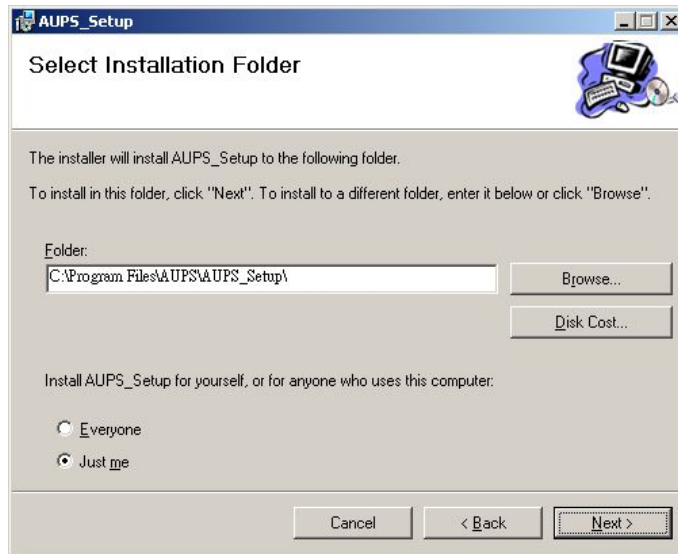 AUPS_Setup
Select Installation Folder
The installer will install AUPS_Setup to the following folder.
To install in this folder, click "Next". To install to a different folder, enter it below or click "Browse".
Folder:
C:\Program Files\AUPS\AUPS_Setup\
Browse...
Disk Cost...
Install AUPS_Setup for yourself, or for anyone who uses this computer:
Everyone
Just me
Cancel
< Back
Next >